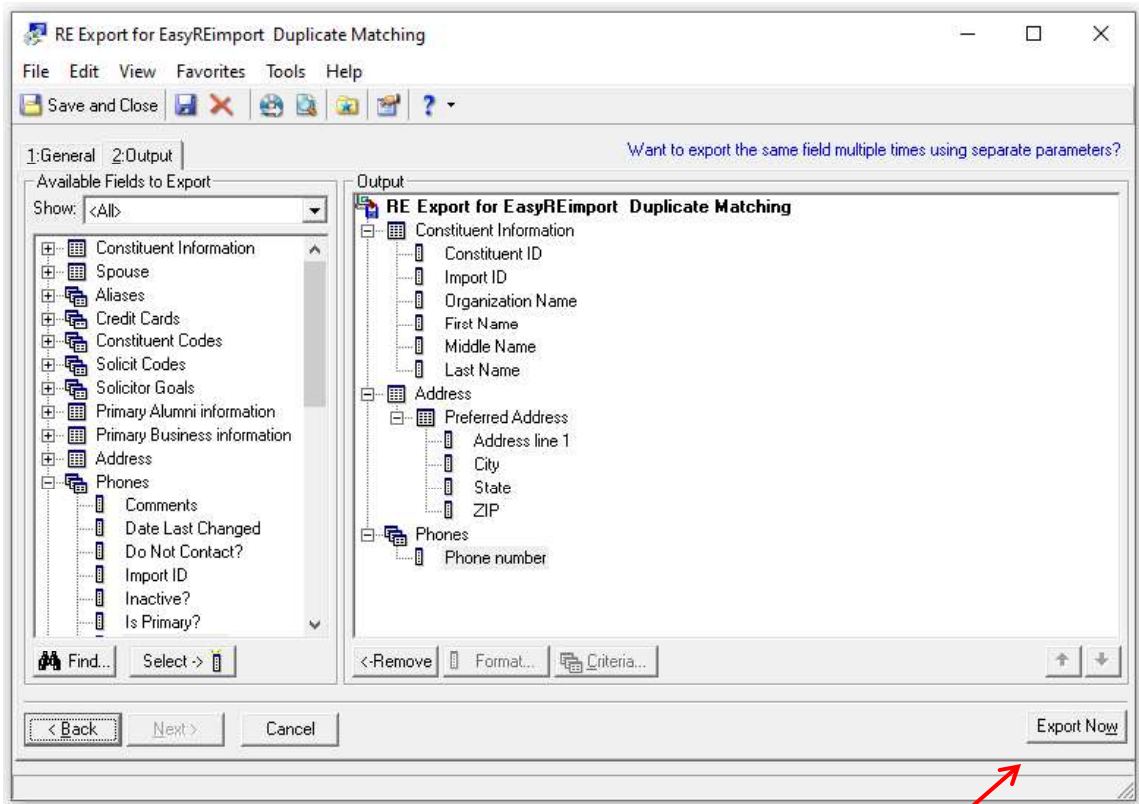 RE Export for EasyREimport Duplicate Matching
File Edit View Favorites Tools Help
Save and Close ?
1:General 2:Output
Want to export the same field multiple times using separate parameters?
Available Fields to Export
Show: <All>
Constituent Information
Spouse
Aliases
Credit Cards
Constituent Codes
Solicit Codes
Solicitor Goals
Primary Alumni information
Primary Business information
Address
Phones
Comments
Date Last Changed
Do Not Contact?
Import ID
Inactive?
Is Primary?
Find... Select ->
Output
RE Export for EasyREimport Duplicate Matching
Constituent Information
Constituent ID
Import ID
Organization Name
First Name
Middle Name
Last Name
Address
Preferred Address
Address line 1
City
State
ZIP
Phones
Phone number
<-Remove Format... Criteria...
< Back Next > Cancel Export Now